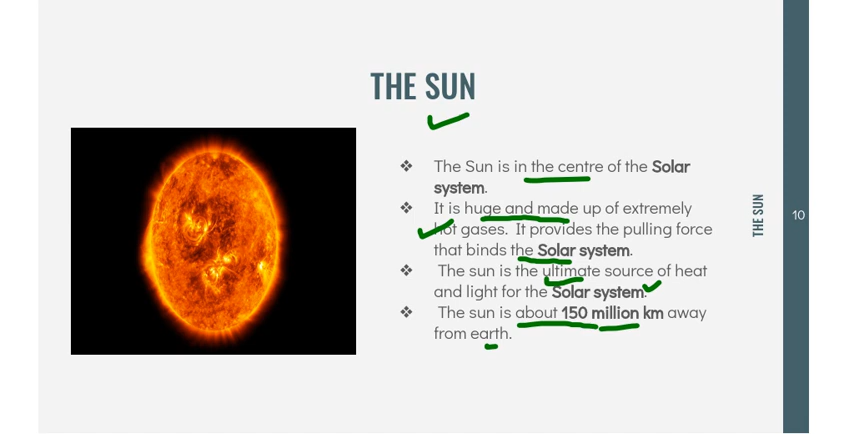 THE SUN
❖ The Sun is in the centre of the Solar
system.
❖ It is huge and made up of extremely
hot gases. It provides the pulling force
that binds the Solar system.
❖ The sun is the ultimate source of heat
and light for the Solar system.
❖ The sun is about 150 million km away
from earth.
THE SUN
10